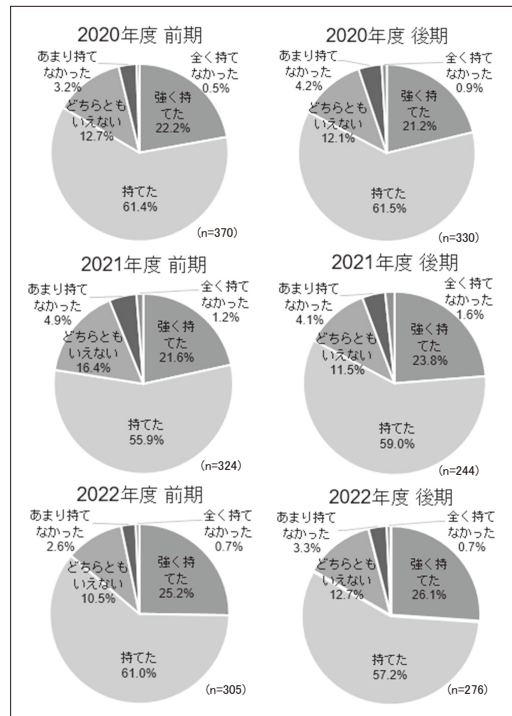 2020年度 前期
あまり持て
なかった
3.2%
全く持て
なかった
0.5%
どちらとも
いえない
12.7%
強く持
てた
22.2%
持てた
61.4%
(n=370)
2020年度 後期
あまり持て
なかった
4.2%
全く持て
なかった
0.9%
どちらとも
いえない
12.1%
強く持
てた
21.2%
持てた
61.5%
(n=330)
2021年度 前期
あまり持て
なかった
4.9%
全く持て
なかった
1.2%
どちらとも
いえない
16.4%
強く持
てた
21.6%
持てた
55.9%
(n=324)
2021年度 後期
あまり持て
なかった
4.1%
全く持て
なかった
1.6%
どちらとも
いえない
11.5%
強く持
てた
23.8%
持てた
59.0%
(n=244)
2022年度 前期
あまり持て
なかった
2.6%
全く持て
なかった
0.7%
どちらとも
いえない
10.5%
強く持
てた
25.2%
持てた
61.0%
(n=305)
2022年度 後期
あまり持て
なかった
3.3%
全く持て
なかった
0.7%
どちらとも
いえない
12.7%
強く持
てた
26.1%
持てた
57.2%
(n=276)